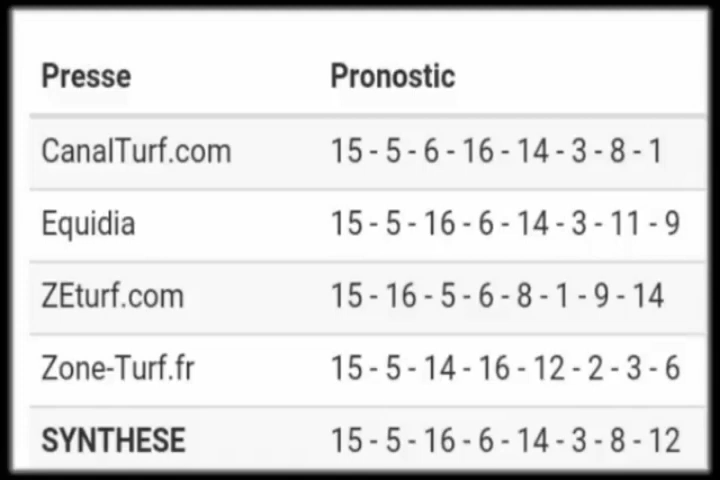 Presse Pronostic
CanalTurf.com 15 - 5 - 6 - 16 - 14 - 3 - 8 - 1
Equidia 15 - 5 - 16 - 6 - 14 - 3 - 11 - 9
ZEturf.com 15 - 16 - 5 - 6 - 8 - 1 - 9 - 14
Zone-Turf.fr 15 - 5 - 14 - 16 - 12 - 2 - 3 - 6
SYNTHESE 15 - 5 - 16 - 6 - 14 - 3 - 8 - 12